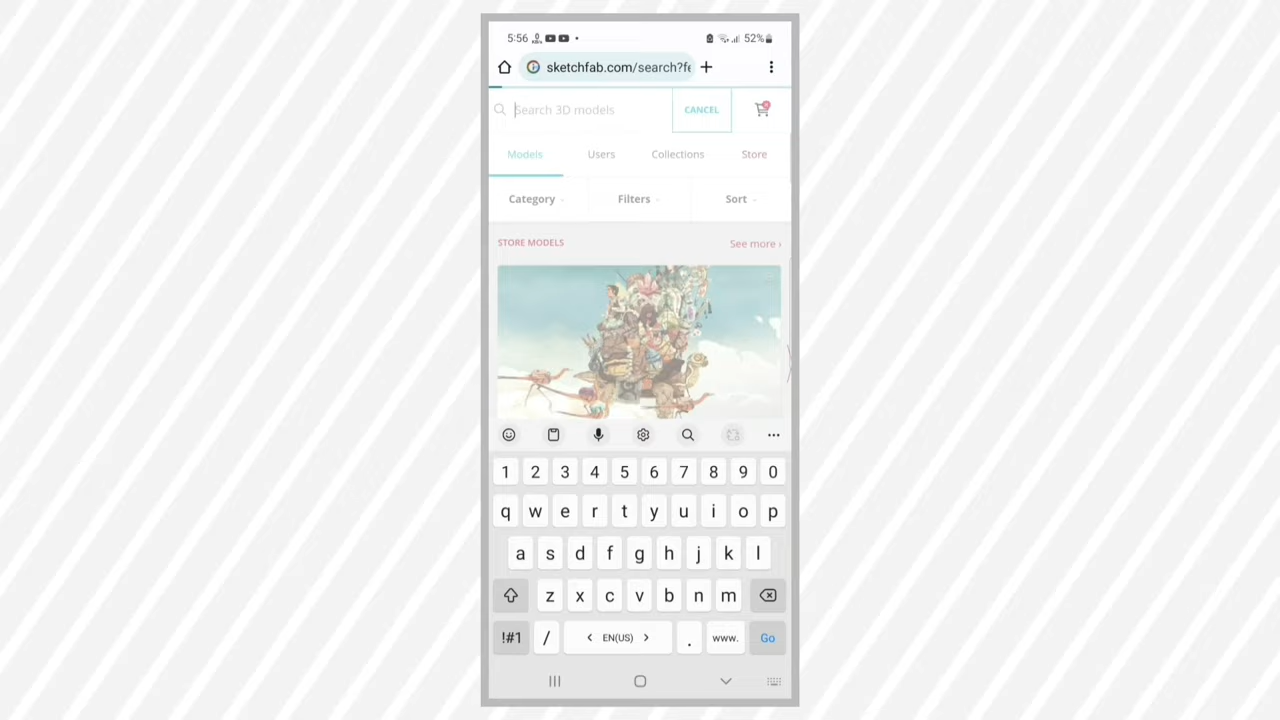 5:56 52%
sketchfab.com/search?fe
Search 3D models CANCEL
Models Users Collections Store
Category Filters Sort
STORE MODELS See more ›
1 2 3 4 5 6 7 8 9 0
q w e r t y u i o p
a s d f g h j k l
z x c v b n m
!#1 / < EN(US) > . www. Go